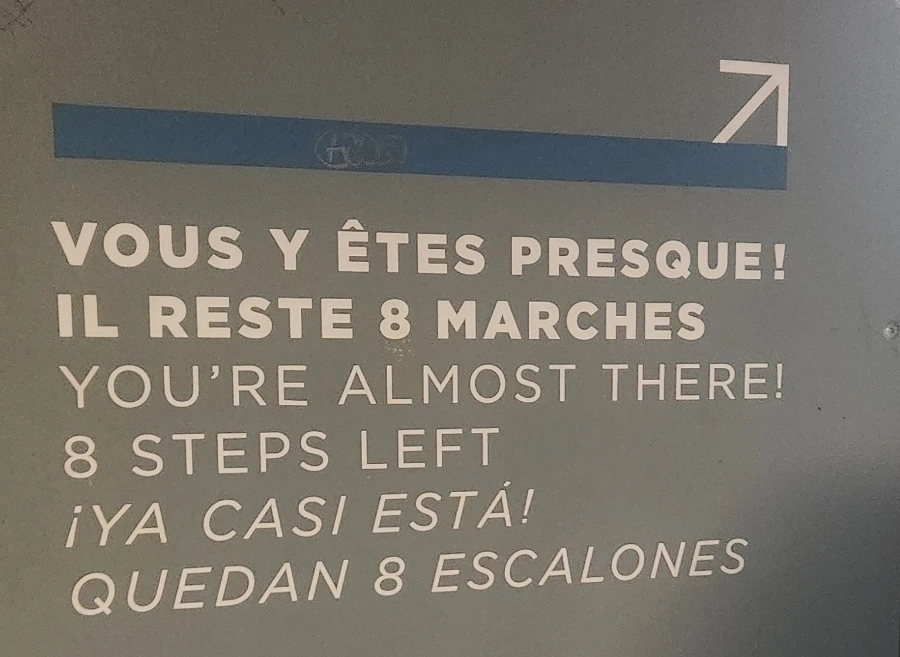 VOUS Y ÊTES PRESQUE!
IL RESTE 8 MARCHES
YOU'RE ALMOST THERE!
8 STEPS LEFT
¡YA CASI ESTÁ!
QUEDAN 8 ESCALONES